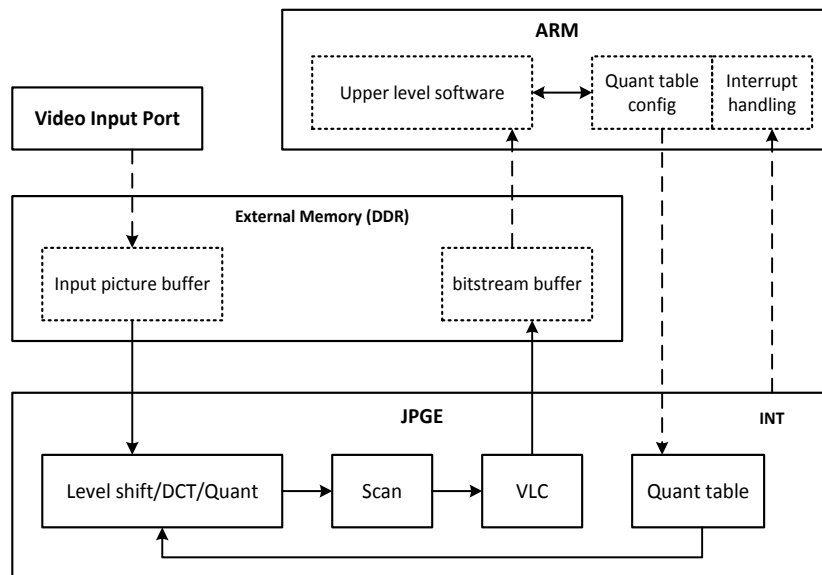 ARM
Upper level software
Quant table
config
Interrupt
handling
Video Input Port
External Memory (DDR)
Input picture buffer
bitstream buffer
JPGE
INT
Level shift/DCT/Quant
Scan
VLC
Quant table